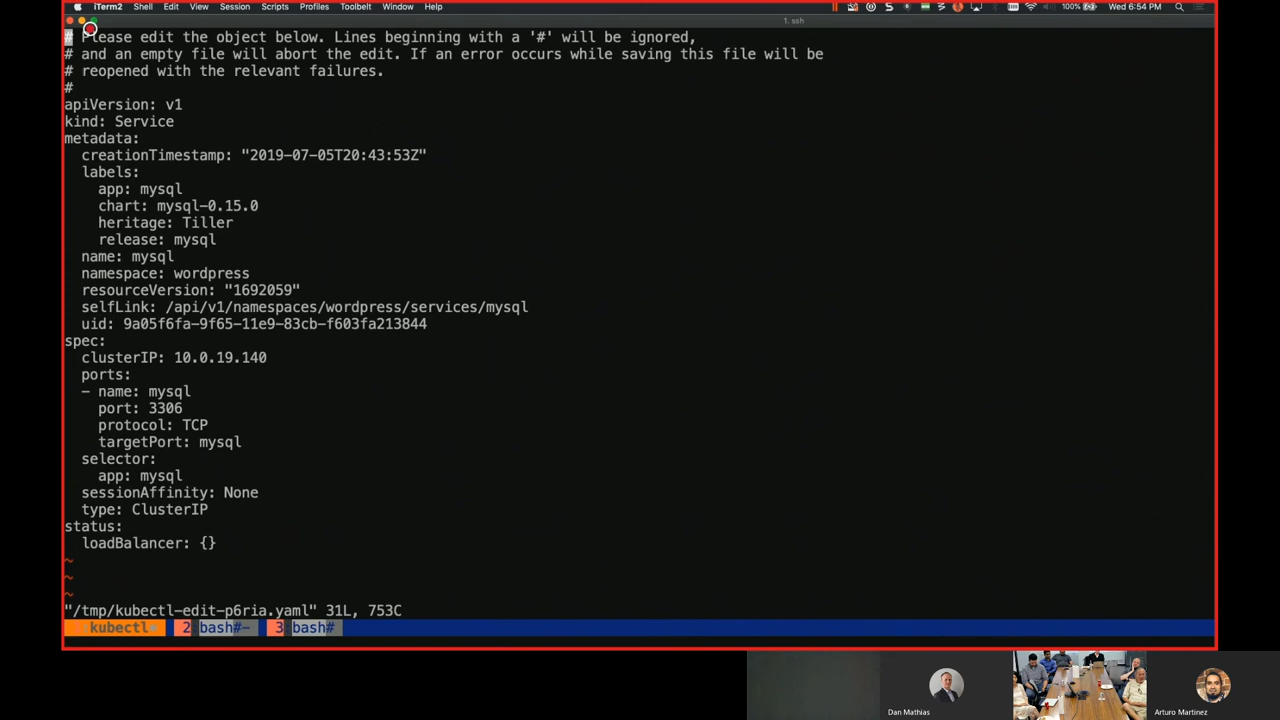 iTerm2 Shell Edit View Session Scripts Profiles Toolbelt Window Help 100% Wed 6:54 PM
1. ssh
# Please edit the object below. Lines beginning with a '#' will be ignored,
# and an empty file will abort the edit. If an error occurs while saving this file will be
# reopened with the relevant failures.
#
apiVersion: v1
kind: Service
metadata:
  creationTimestamp: "2019-07-05T20:43:53Z"
  labels:
    app: mysql
    chart: mysql-0.15.0
    heritage: Tiller
    release: mysql
  name: mysql
  namespace: wordpress
  resourceVersion: "1692059"
  selfLink: /api/v1/namespaces/wordpress/services/mysql
  uid: 9a05f6fa-9f65-11e9-83cb-f603fa213844
spec:
  clusterIP: 10.0.19.140
  ports:
  - name: mysql
    port: 3306
    protocol: TCP
    targetPort: mysql
  selector:
    app: mysql
  sessionAffinity: None
  type: ClusterIP
status:
  loadBalancer: {}
~
~
~
"/tmp/kubectl-edit-p6ria.yaml" 31L, 753C
kubectl* 2 bash#- 3 bash#
Dan Mathias
Arturo Martinez